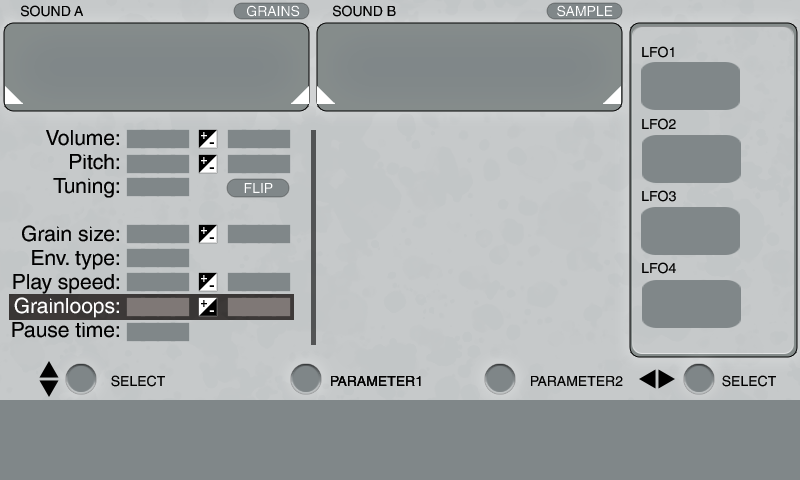 SOUND A GRAINS SOUND B SAMPLE
LFO1
LFO2
LFO3
LFO4
Volume: + -
Pitch: + -
Tuning: FLIP
Grain size: + -
Env. type:
Play speed: + -
Grainloops: + -
Pause time:
SELECT PARAMETER1 PARAMETER2 SELECT